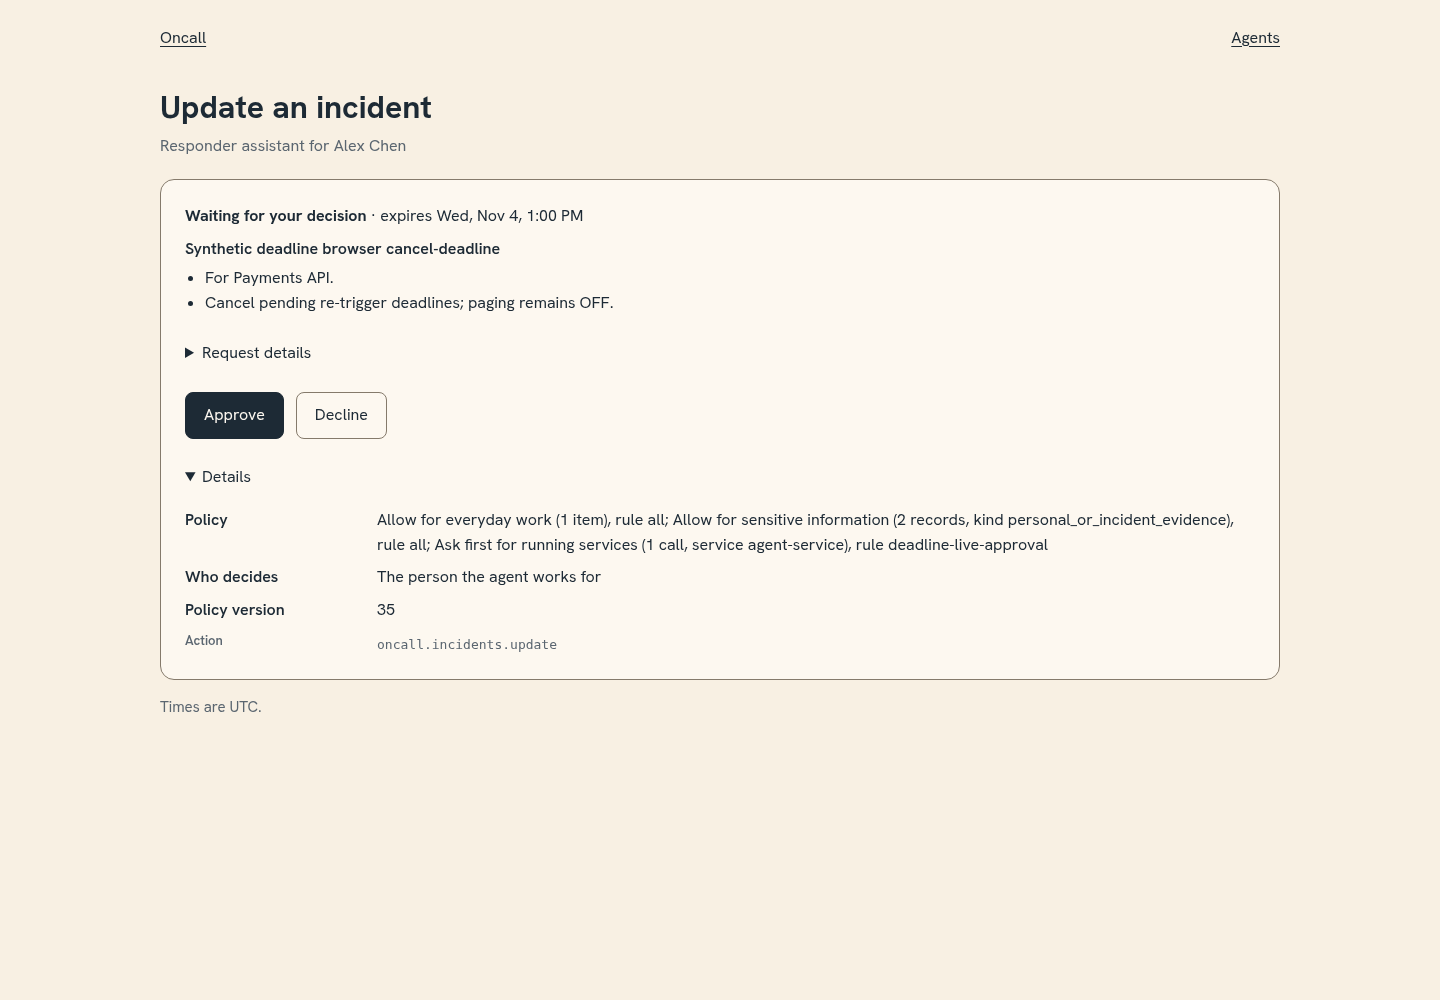 Oncall
Agents
Update an incident
Responder assistant for Alex Chen
Waiting for your decision · expires Wed, Nov 4, 1:00 PM
Synthetic deadline browser cancel-deadline
• For Payments API.
• Cancel pending re-trigger deadlines; paging remains OFF.
Request details
Approve
Decline
Details
Policy
Allow for everyday work (1 item), rule all; Allow for sensitive information (2 records, kind personal_or_incident_evidence),
rule all; Ask first for running services (1 call, service agent-service), rule deadline-live-approval
Who decides
The person the agent works for
Policy version
35
Action
oncall.incidents.update
Times are UTC.